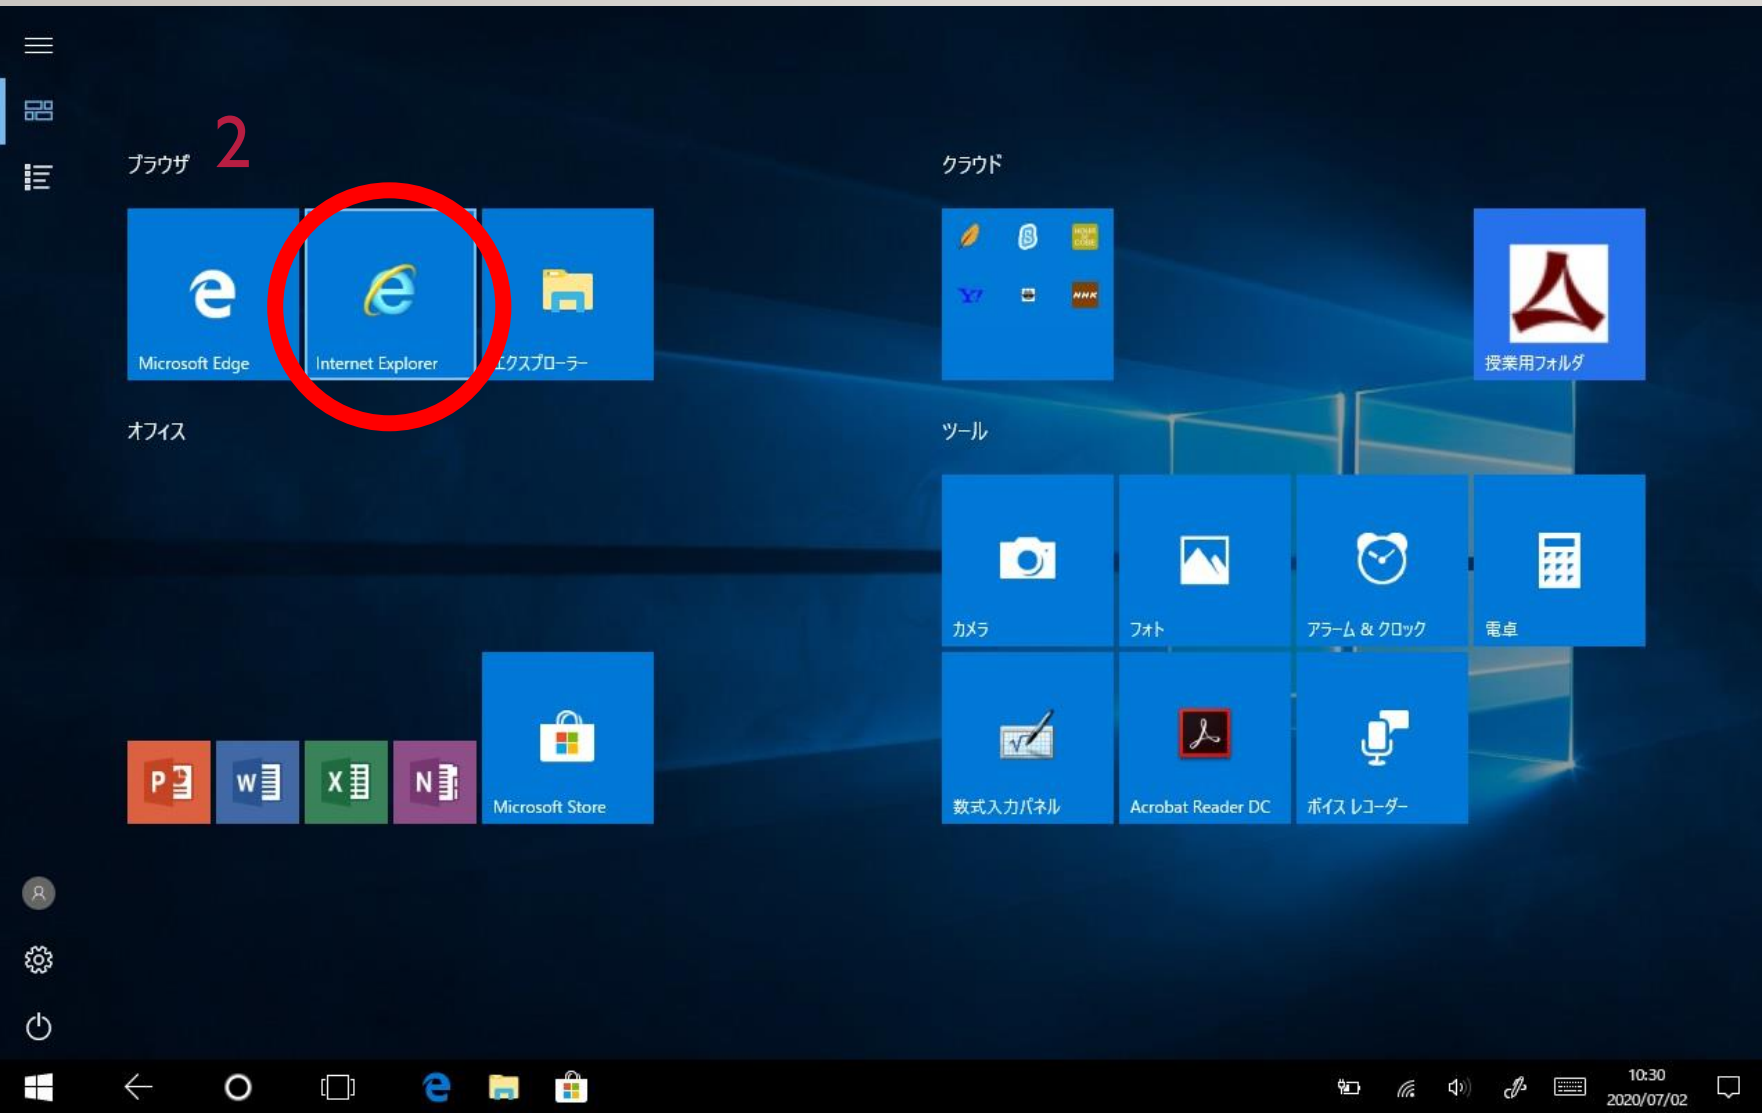 2
ブラウザ
クラウド
Microsoft Edge
Internet Explorer
エクスプローラー
NHK
授業用フォルダ
オフィス
ツール
カメラ
フォト
アラーム & クロック
電卓
P
W
X
N
Microsoft Store
数式入力パネル
Acrobat Reader DC
ボイス レコーダー
10:30
2020/07/02